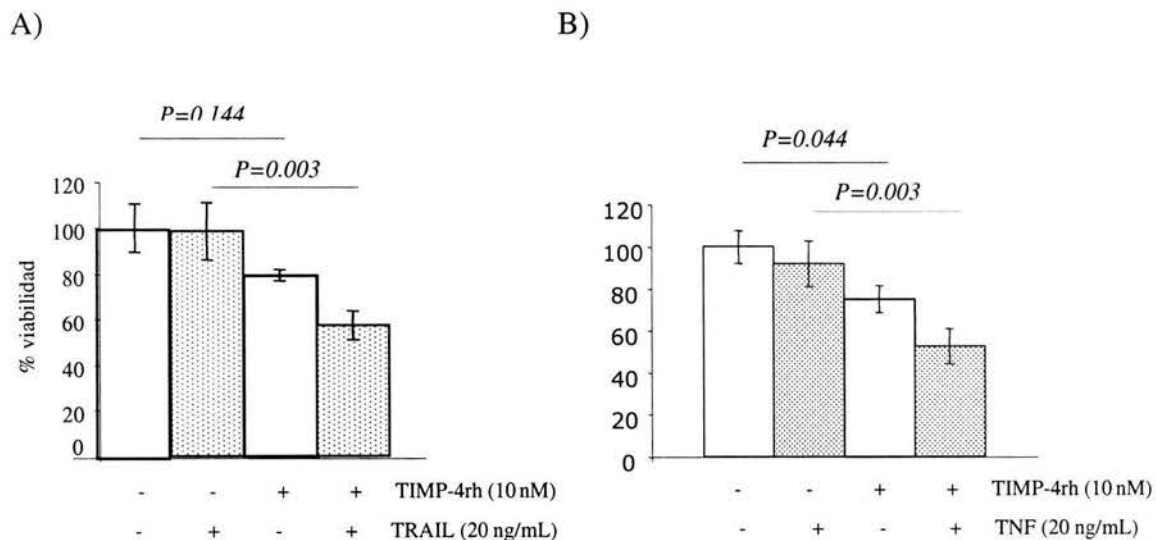 A)
P=0.144
P=0.003
120
100
80
60
40
20
0
% viabilidad
- - + + TIMP-4rh (10 nM)
- + - + TRAIL (20 ng/mL)
B)
P=0.044
P=0.003
120
100
80
60
40
20
0
- - + + TIMP-4rh (10 nM)
- + - + TNF (20 ng/mL)